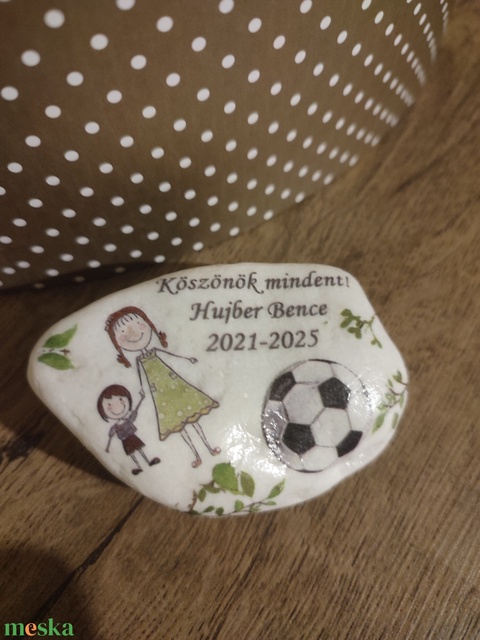 Köszönök mindent!
Hujber Bence
2021-2025
meska